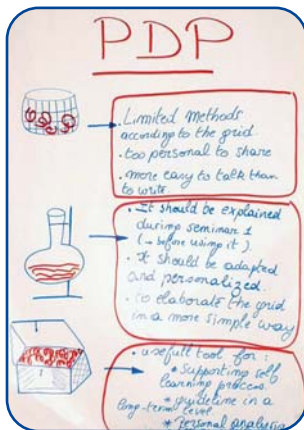 PDP
. Limited Methods
according to the grid.
. too personal to share
. more easy to talk than
to write.
. It should be explained
during seminar 1
(→ before using it).
. It should be adapted
and personalized.
. to elaborate the grid
in a more simple way
. usefull tool for:
* supporting self
learning process.
* guideline in a
long-term level
* Personal analysis